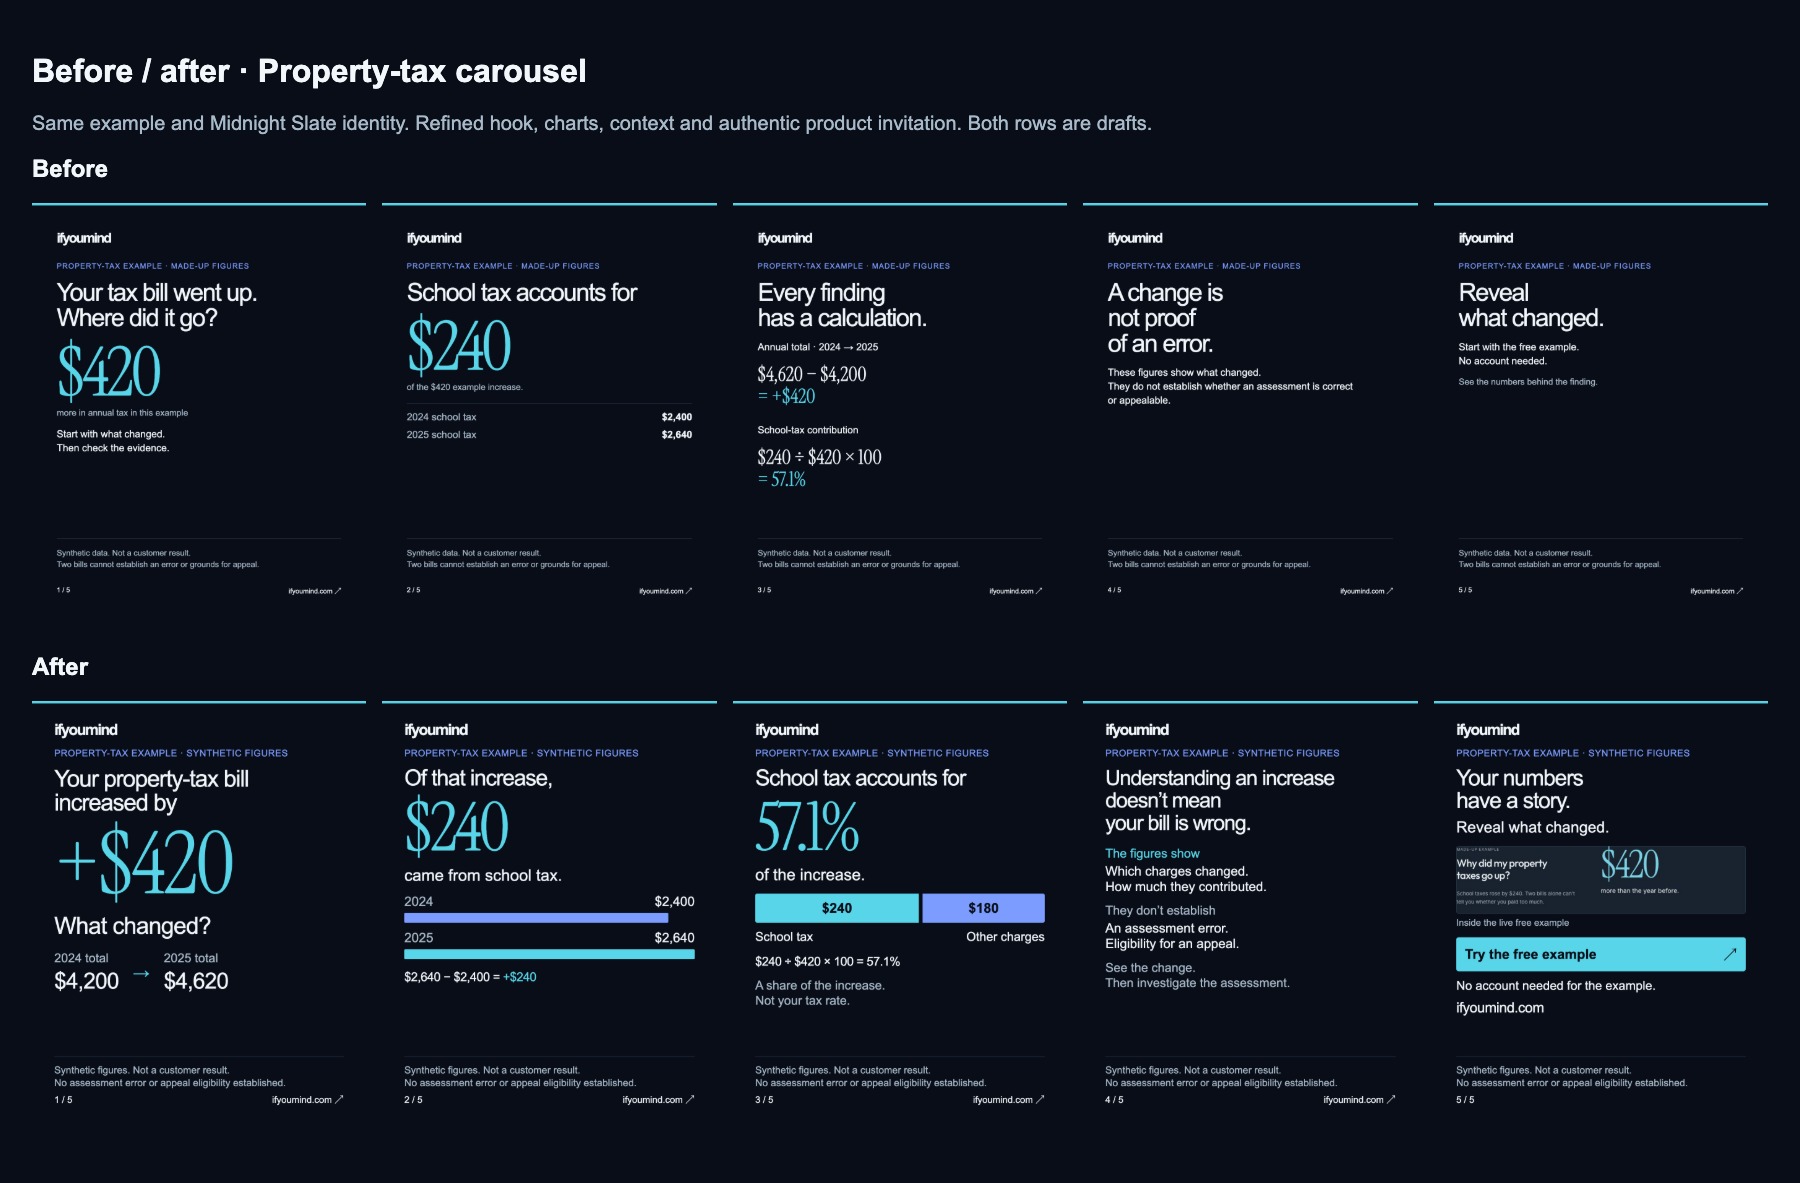 Before / after · Property-tax carousel
Same example and Midnight Slate identity. Refined hook, charts, context and authentic product invitation. Both rows are drafts.
Before
ifyoumind
PROPERTY-TAX EXAMPLE · MADE-UP FIGURES
Your tax bill went up.
Where did it go?
$420
more in annual tax in this example
Start with what changed.
Then check the evidence.
Synthetic data. Not a customer result.
Two bills cannot establish an error or grounds for appeal.
1 / 5
ifyoumind.com ↗
ifyoumind
PROPERTY-TAX EXAMPLE · MADE-UP FIGURES
School tax accounts for
$240
of the $420 example increase.
2024 school tax $2,400
2025 school tax $2,640
Synthetic data. Not a customer result.
Two bills cannot establish an error or grounds for appeal.
2 / 5
ifyoumind.com ↗
ifyoumind
PROPERTY-TAX EXAMPLE · MADE-UP FIGURES
Every finding
has a calculation.
Annual total · 2024 → 2025
$4,620 − $4,200
= +$420
School-tax contribution
$240 ÷ $420 × 100
= 57.1%
Synthetic data. Not a customer result.
Two bills cannot establish an error or grounds for appeal.
3 / 5
ifyoumind.com ↗
ifyoumind
PROPERTY-TAX EXAMPLE · MADE-UP FIGURES
A change is
not proof
of an error.
These figures show what changed.
They do not establish whether an assessment is correct
or appealable.
Synthetic data. Not a customer result.
Two bills cannot establish an error or grounds for appeal.
4 / 5
ifyoumind.com ↗
ifyoumind
PROPERTY-TAX EXAMPLE · MADE-UP FIGURES
Reveal
what changed.
Start with the free example.
No account needed.
See the numbers behind the finding.
Synthetic data. Not a customer result.
Two bills cannot establish an error or grounds for appeal.
5 / 5
ifyoumind.com ↗
After
ifyoumind
PROPERTY-TAX EXAMPLE · SYNTHETIC FIGURES
Your property-tax bill
increased by
+$420
What changed?
2024 total 2025 total
$4,200 → $4,620
Synthetic figures. Not a customer result.
No assessment error or appeal eligibility established.
1 / 5
ifyoumind.com ↗
ifyoumind
PROPERTY-TAX EXAMPLE · SYNTHETIC FIGURES
Of that increase,
$240
came from school tax.
2024 $2,400
2025 $2,640
$2,640 − $2,400 = +$240
Synthetic figures. Not a customer result.
No assessment error or appeal eligibility established.
2 / 5
ifyoumind.com ↗
ifyoumind
PROPERTY-TAX EXAMPLE · SYNTHETIC FIGURES
School tax accounts for
57.1%
of the increase.
$240 $180
School tax Other charges
$240 ÷ $420 × 100 = 57.1%
A share of the increase.
Not your tax rate.
Synthetic figures. Not a customer result.
No assessment error or appeal eligibility established.
3 / 5
ifyoumind.com ↗
ifyoumind
PROPERTY-TAX EXAMPLE · SYNTHETIC FIGURES
Understanding an increase
doesn’t mean
your bill is wrong.
The figures show
Which charges changed.
How much they contributed.
They don’t establish
An assessment error.
Eligibility for an appeal.
See the change.
Then investigate the assessment.
Synthetic figures. Not a customer result.
No assessment error or appeal eligibility established.
4 / 5
ifyoumind.com ↗
ifyoumind
PROPERTY-TAX EXAMPLE · SYNTHETIC FIGURES
Your numbers
have a story.
Reveal what changed.
MADE-UP EXAMPLE
Why did my property
taxes go up?
School taxes rose by $240. Two bills alone can't
tell you whether you paid too much.
$420
more than the year before.
Inside the live free example
Try the free example ↗
No account needed for the example.
ifyoumind.com
Synthetic figures. Not a customer result.
No assessment error or appeal eligibility established.
5 / 5